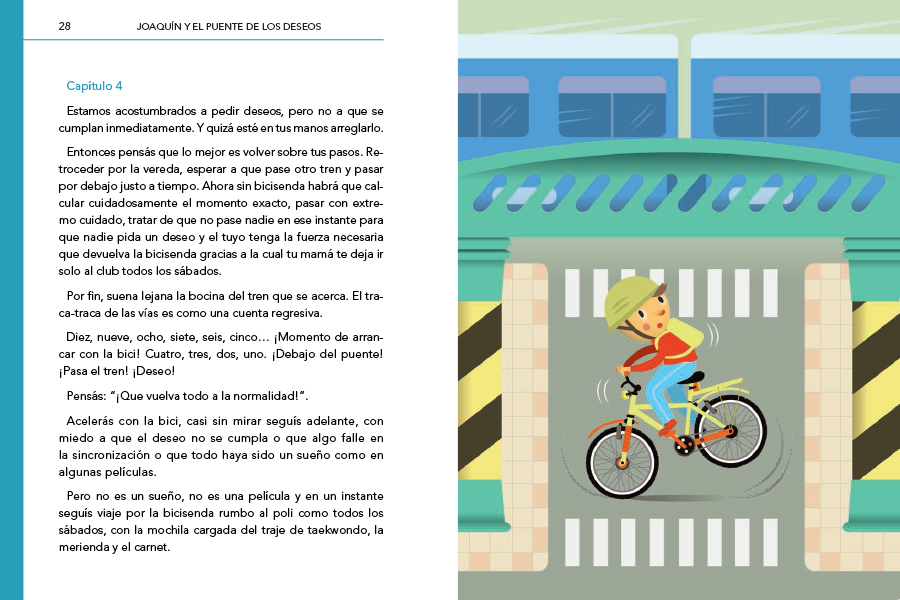 28
JOAQUÍN Y EL PUENTE DE LOS DESEOS
Capítulo 4
Estamos acostumbrados a pedir deseos, pero no a que se
cumplan inmediatamente. Y quizá esté en tus manos arreglarlo.
Entonces pensás que lo mejor es volver sobre tus pasos. Re-
troceder por la vereda, esperar a que pase otro tren y pasar
por debajo justo a tiempo. Ahora sin bicisenda habrá que cal-
cular cuidadosamente el momento exacto, pasar con extre-
mo cuidado, tratar de que no pase nadie en ese instante para
que nadie pida un deseo y el tuyo tenga la fuerza necesaria
que devuelva la bicisenda gracias a la cual tu mamá te deja ir
solo al club todos los sábados.
Por fin, suena lejana la bocina del tren que se acerca. El tra-
ca-traca de las vías es como una cuenta regresiva.
Diez, nueve, ocho, siete, seis, cinco… ¡Momento de arran-
car con la bici! Cuatro, tres, dos, uno. ¡Debajo del puente!
¡Pasa el tren! ¡Deseo!
Pensás: “¡Que vuelva todo a la normalidad!”.
Acelerás con la bici, casi sin mirar seguís adelante, con
miedo a que el deseo no se cumpla o que algo falle en
la sincronización o que todo haya sido un sueño como en
algunas películas.
Pero no es un sueño, no es una película y en un instante
seguís viaje por la bicisenda rumbo al poli como todos los
sábados, con la mochila cargada del traje de taekwondo, la
merienda y el carnet.